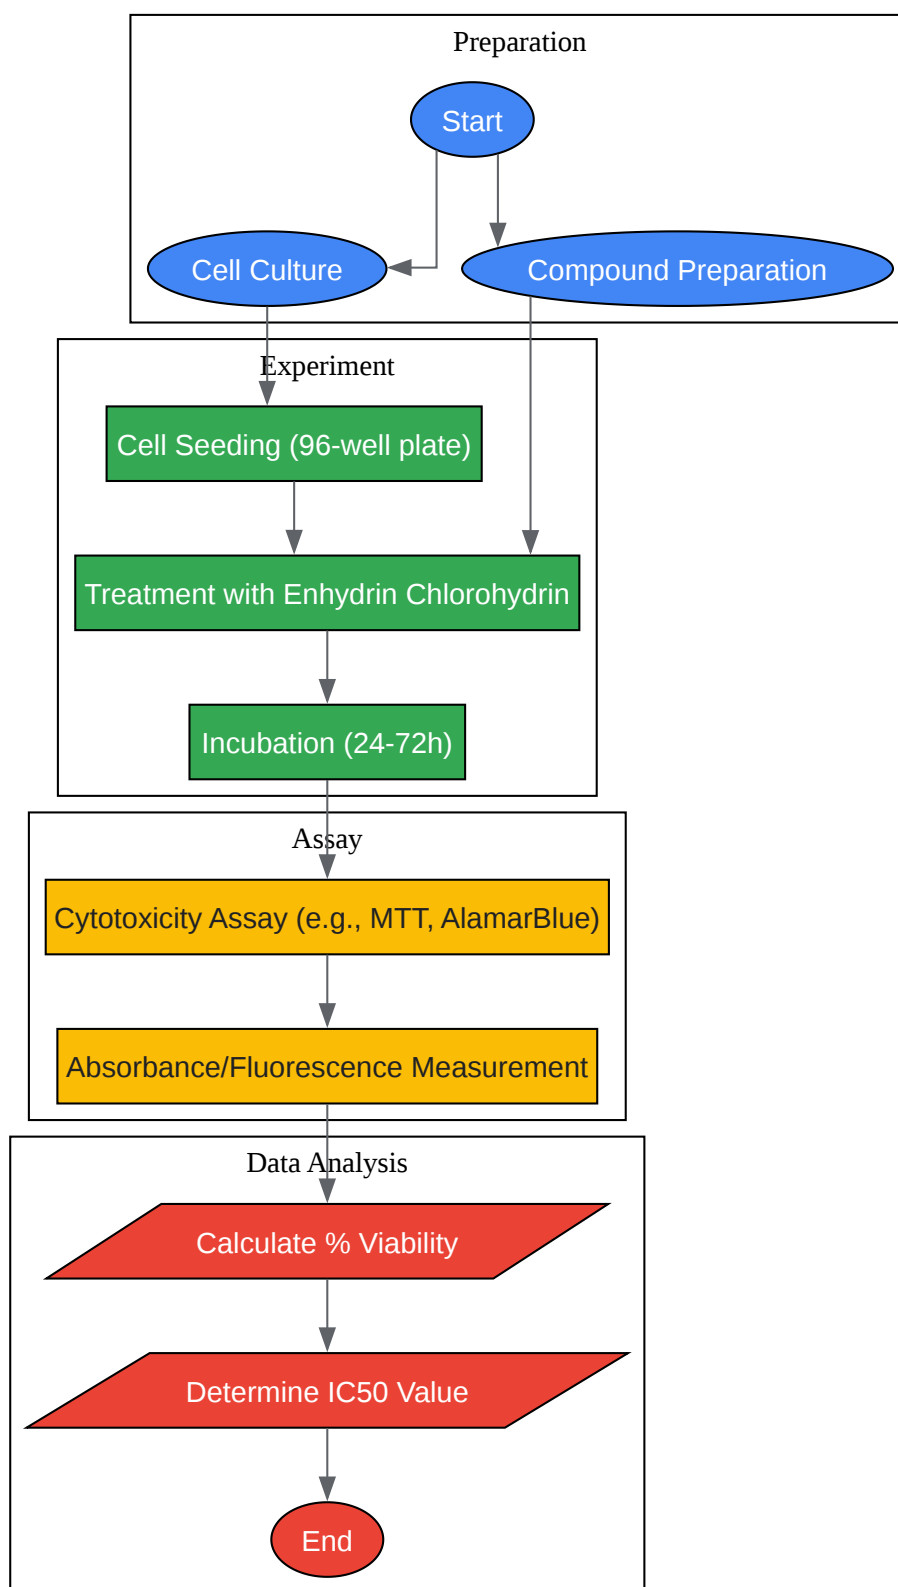 Preparation
Start
Cell Culture
Compound Preparation
Experiment
Cell Seeding (96-well plate)
Treatment with Enhydrin Chlorohydrin
Incubation (24-72h)
Assay
Cytotoxicity Assay (e.g., MTT, AlamarBlue)
Absorbance/Fluorescence Measurement
Data Analysis
Calculate % Viability
Determine IC50 Value
End